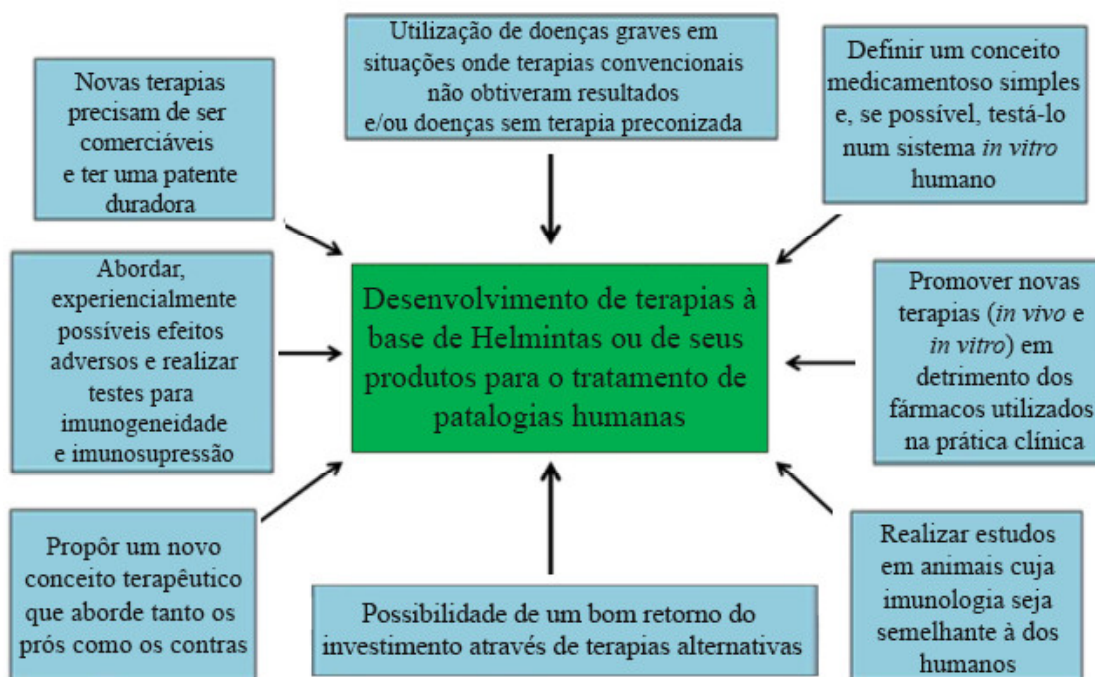 Utilização de doenças graves em
situações onde terapias convencionais
não obtiveram resultados
e/ou doenças sem terapia preconizada
Novas terapias
precisam de ser
comerciáveis
e ter uma patente
duradora
Definir um conceito
medicamentoso simples
e, se possível, testá-lo
num sistema in vitro
humano
Abordar,
experiencialmente
possíveis efeitos
adversos e realizar
testes para
imunogeneidade
e imunosupressão
Desenvolvimento de terapias à
base de Helmintas ou de seus
produtos para o tratamento de
patalogias humanas
Promover novas
terapias (in vivo e
in vitro) em
detrimento dos
fármacos utilizados
na prática clínica
Propôr um novo
conceito terapêutico
que aborde tanto os
prós como os contras
Possibilidade de um bom retorno do
investimento através de terapias alternativas
Realizar estudos
em animais cuja
imunologia seja
semelhante à dos
humanos